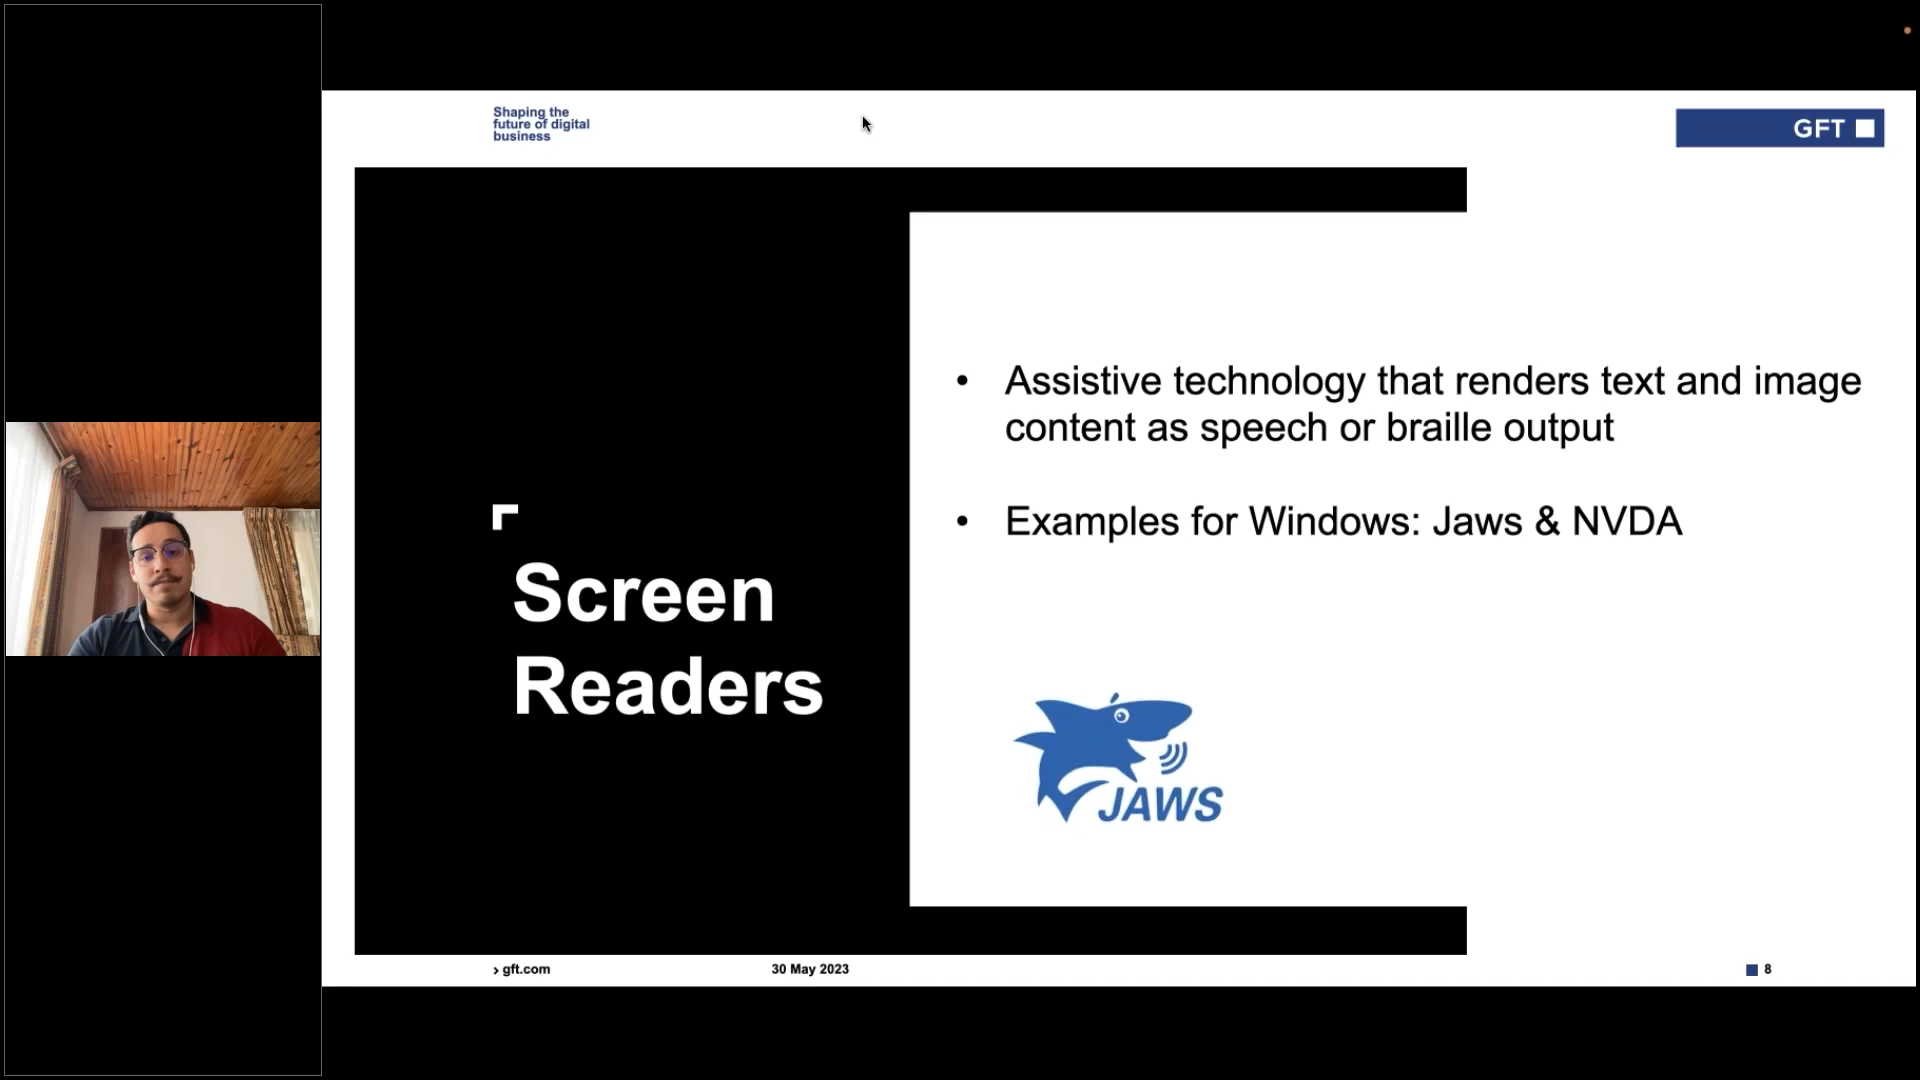 Shaping the
future of digital
business
GFT
Screen
Readers
• Assistive technology that renders text and image
content as speech or braille output
• Examples for Windows: Jaws & NVDA
JAWS
› gft.com
30 May 2023
8